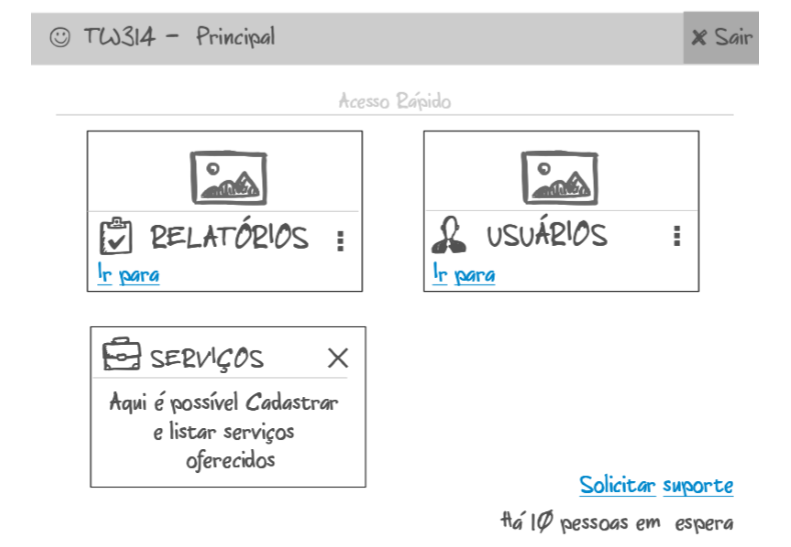 TW314 - Principal
Sair
Acesso Rápido
RELATÓRIOS
Ir para
USUÁRIOS
Ir para
SERVIÇOS
Aqui é possível Cadastrar
e listar serviços
oferecidos
Solicitar suporte
Há 10 pessoas em espera